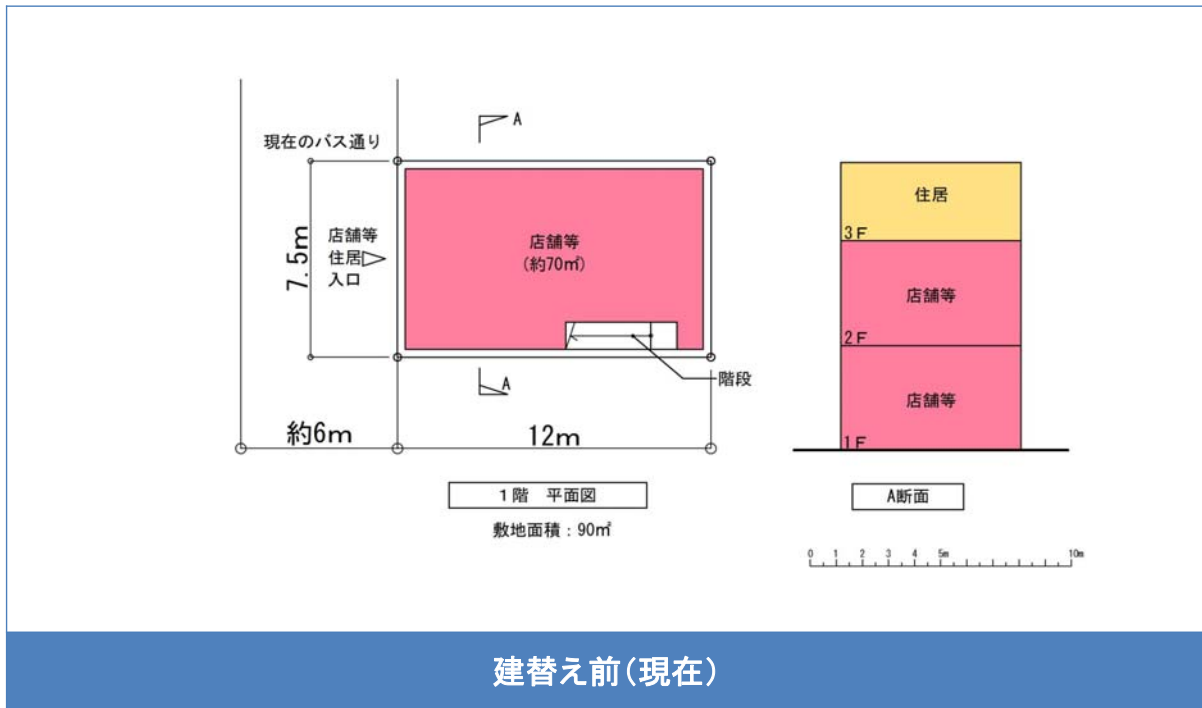 現在のバス通り
A
7.5m
店舗等
住居
入口
店舗等
(約70㎡)
階段
A
約6m
12m
1階 平面図
敷地面積：90㎡
住居
3F
店舗等
2F
店舗等
1F
A断面
0 1 2 3 4 5m 10m
建替え前(現在)